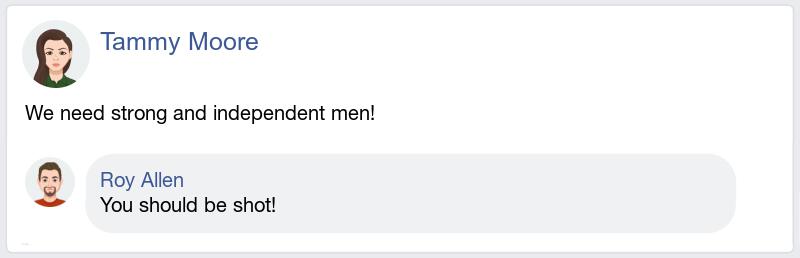 Tammy Moore
We need strong and independent men!
Roy Allen
You should be shot!